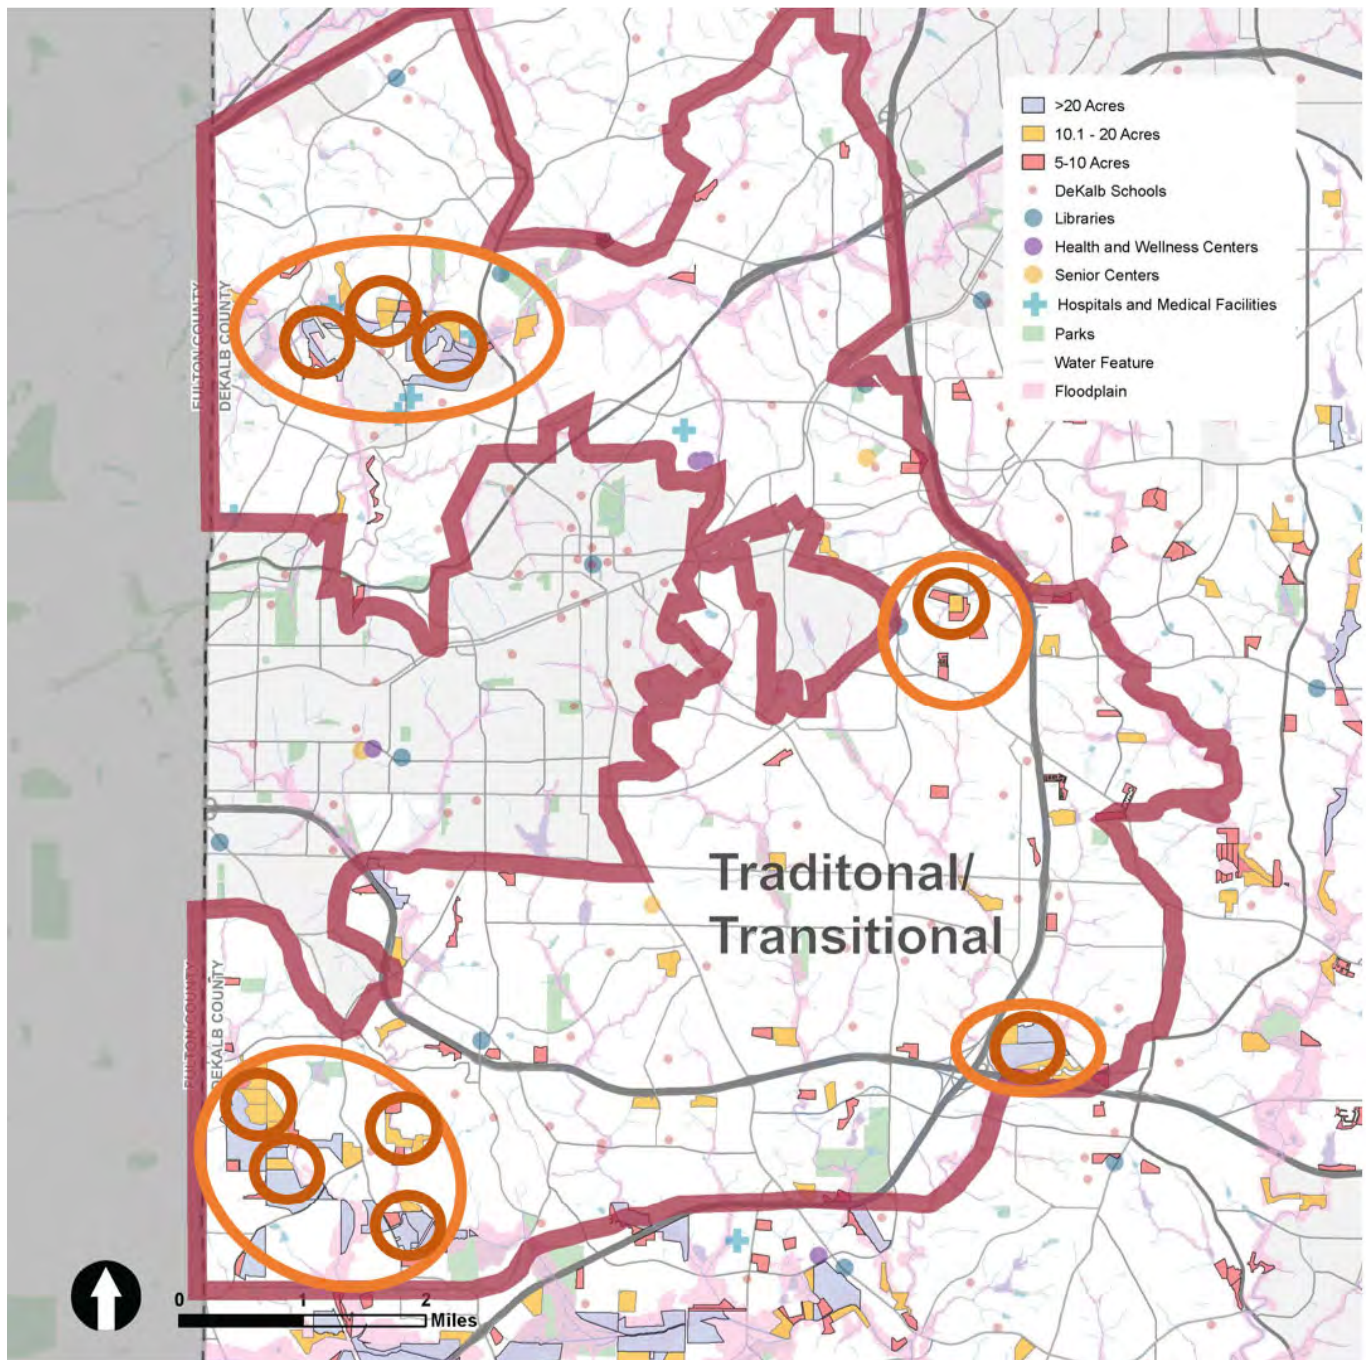 >20 Acres
10.1 - 20 Acres
5-10 Acres
DeKalb Schools
Libraries
Health and Wellness Centers
Senior Centers
Hospitals and Medical Facilities
Parks
Water Feature
Floodplain
FULTON COUNTY
DEKALB COUNTY
Traditonal/
Transitional
FULTON COUNTY
DEKALB COUNTY
0 1 2
Miles